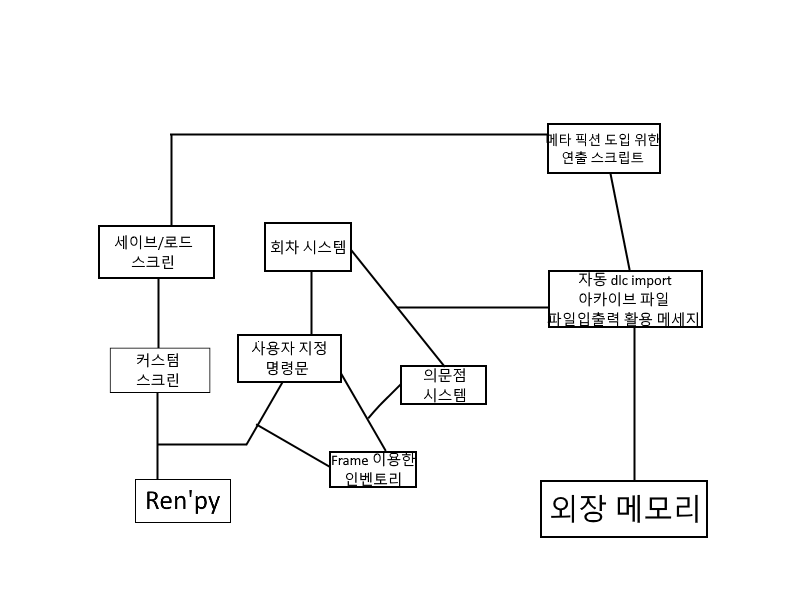 메타 픽션 도입 위한
연출 스크립트
세이브/로드
스크린
회차 시스템
자동 dlc import
아카이브 파일
파일입출력 활용 메세지
사용자 지정
명령문
커스텀
스크린
의문점
시스템
Frame 이용한
인벤토리
Ren'py
외장 메모리